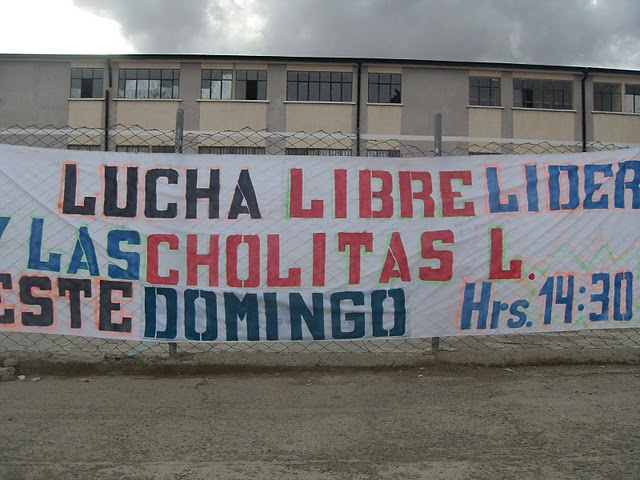 LUCHA LIBRE LIDER
Y LAS CHOLITAS L.
ESTE DOMINGO Hrs. 14:30